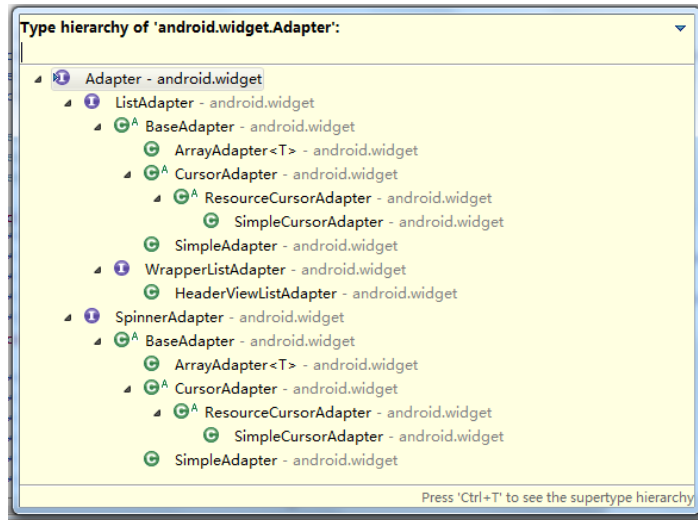 Type hierarchy of 'android.widget.Adapter':
Adapter - android.widget
ListAdapter - android.widget
BaseAdapter - android.widget
ArrayAdapter<T> - android.widget
CursorAdapter - android.widget
ResourceCursorAdapter - android.widget
SimpleCursorAdapter - android.widget
SimpleAdapter - android.widget
WrapperListAdapter - android.widget
HeaderViewListAdapter - android.widget
SpinnerAdapter - android.widget
BaseAdapter - android.widget
ArrayAdapter<T> - android.widget
CursorAdapter - android.widget
ResourceCursorAdapter - android.widget
SimpleCursorAdapter - android.widget
SimpleAdapter - android.widget
Press 'Ctrl+T' to see the supertype hierarchy